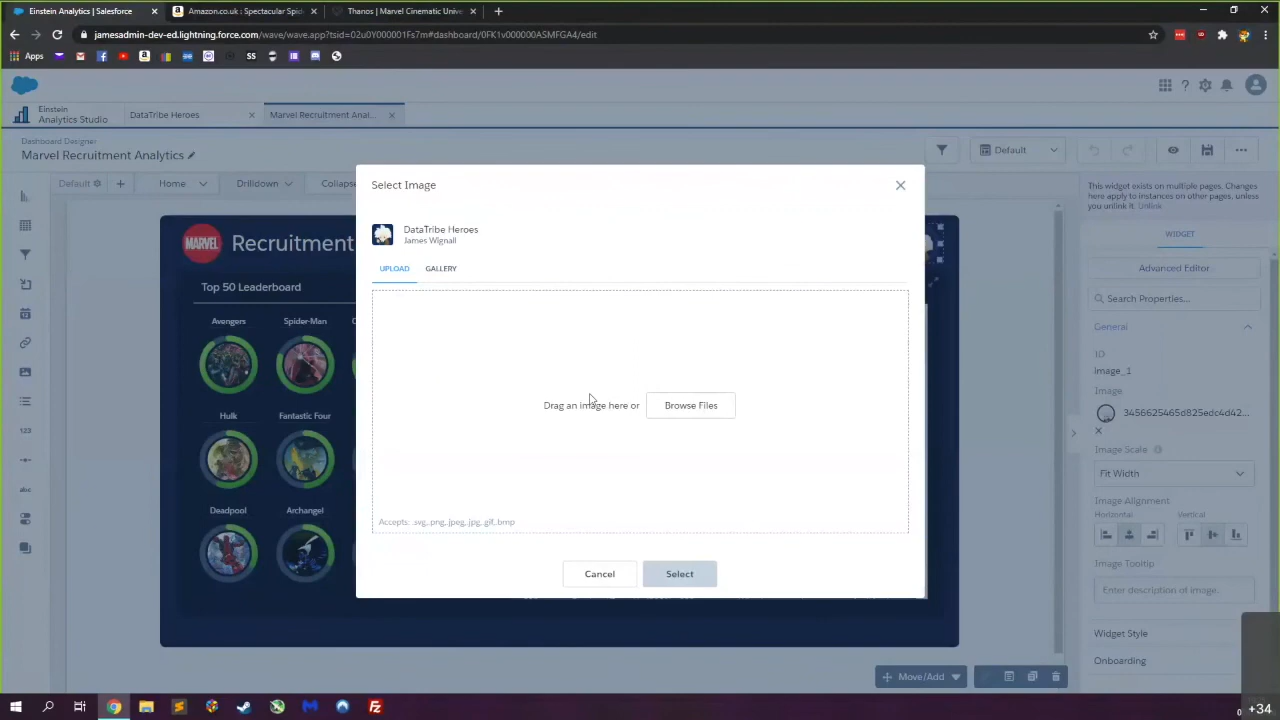 Einstein Analytics | Salesforce
Amazon.co.uk : Spectacular Spi
Thanos | Marvel Cinematic Unive
jamesadmin-dev-ed.lightning.force.com/wave/wave.app?tsid=02u0Y000001Fs7m#dashboard/0FK1v000000ASMFGA4/edit
Apps
Einstein
Analytics Studio
DataTribe Heroes
Marvel Recruitment Anal...
Dashboard Designer
Marvel Recruitment Analytics
Default
Default
Home
Drilldown
Collaps
This widget exists on multiple pages. Changes
here apply to instances on other pages, unless
you unlink it. Unlink
WIDGET
Advanced Editor
Search Properties...
General
ID
image_1
Image
3456625465d825edc4d42...
Image Scale
Fit Width
Image Alignment
Horizontal
Vertical
Image Tooltip
Enter description of image.
Widget Style
Onboarding
MARVEL
Recruitment
Top 50 Leaderboard
Avengers
Spider-Man
Hulk
Fantastic Four
Deadpool
Archangel
Select Image
DataTribe Heroes
James Wignall
UPLOAD
GALLERY
Drag an image here or
Browse Files
Accepts: .svg,.png,.jpeg,.jpg,.gif,.bmp
Cancel
Select
Move/Add
+34